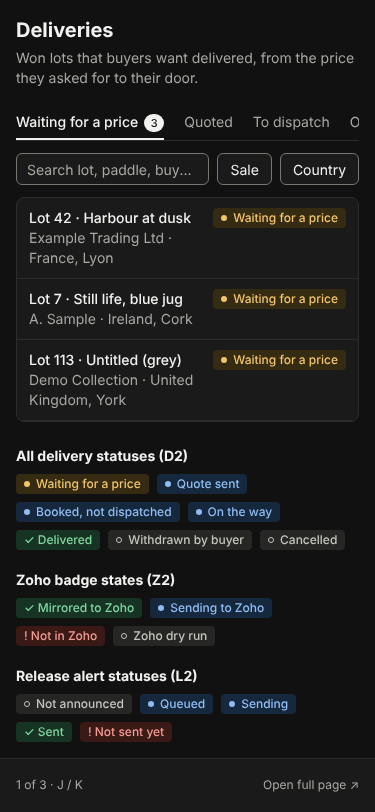 Deliveries
Won lots that buyers want delivered, from the price
they asked for to their door.
Waiting for a price 3 Quoted To dispatch O
Search lot, paddle, buy... Sale Country
Lot 42 · Harbour at dusk Waiting for a price
Example Trading Ltd ·
France, Lyon
Lot 7 · Still life, blue jug Waiting for a price
A. Sample · Ireland, Cork
Lot 113 · Untitled (grey) Waiting for a price
Demo Collection · United
Kingdom, York
All delivery statuses (D2)
Waiting for a price Quote sent
Booked, not dispatched On the way
✓ Delivered Withdrawn by buyer Cancelled
Zoho badge states (Z2)
✓ Mirrored to Zoho Sending to Zoho
! Not in Zoho Zoho dry run
Release alert statuses (L2)
Not announced Queued Sending
✓ Sent ! Not sent yet
1 of 3 · J / K Open full page ↗